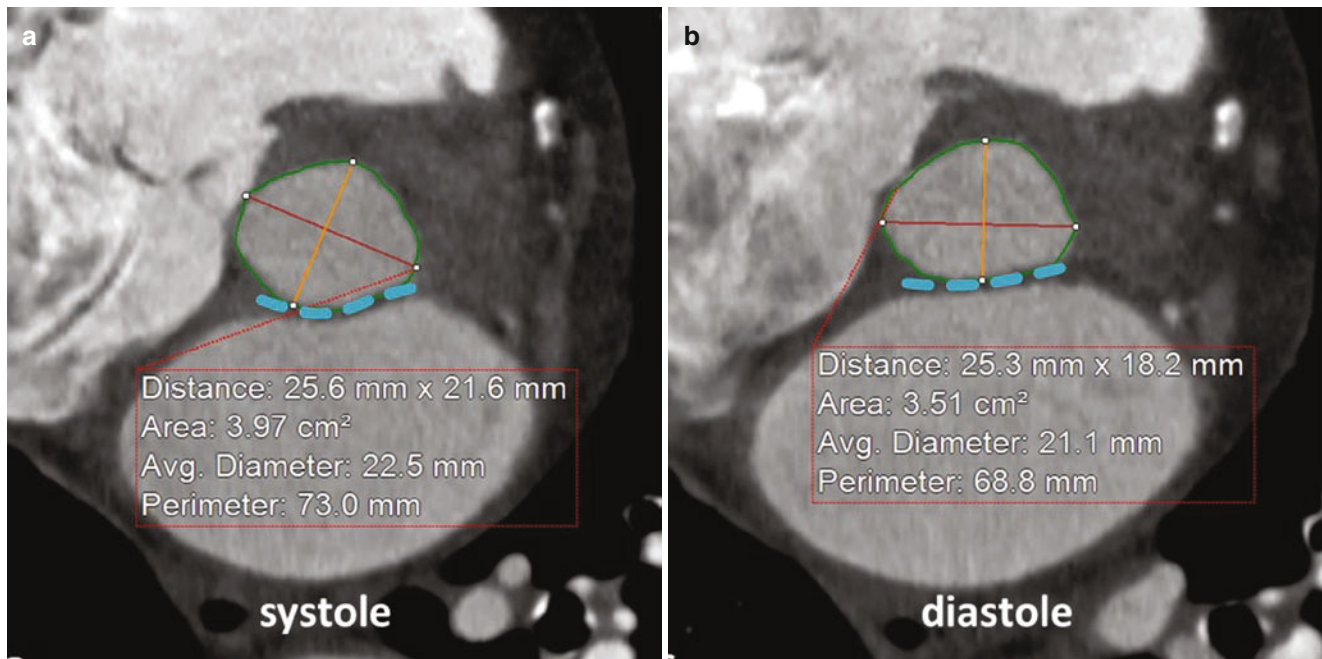 a
Distance: 25.6 mm x 21.6 mm
Area: 3.97 cm²
Avg. Diameter: 22.5 mm
Perimeter: 73.0 mm
systole
b
Distance: 25.3 mm x 18.2 mm
Area: 3.51 cm²
Avg. Diameter: 21.1 mm
Perimeter: 68.8 mm
diastole